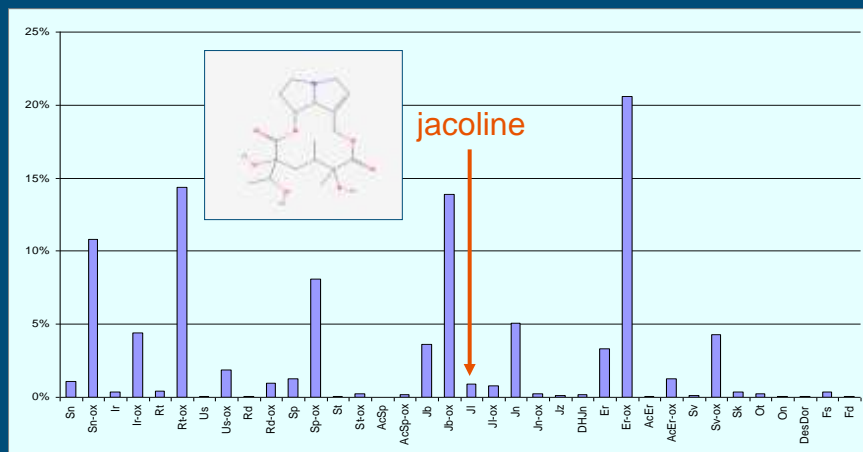 25%
20%
15%
10%
5%
0%
jacoline
Sn
Sn-ox
Ir
Ir-ox
Rt
Rt-ox
Us
Us-ox
Rd
Rd-ox
Sp
Sp-ox
St
St-ox
AcSp
AcSp-ox
Jb
Jb-ox
Jl
Jl-ox
Jn
Jn-ox
Jz
DHJn
Er
Er-ox
AcEr
AcEr-ox
Sv
Sv-ox
Sk
Ot
On
DesDor
Fs
Fd